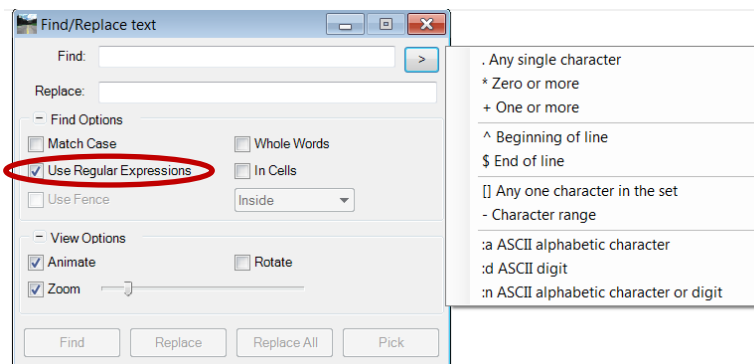 Find/Replace text
Find:
>
Replace:
Find Options
Match Case
Whole Words
Use Regular Expressions
In Cells
Use Fence
Inside
View Options
Animate
Rotate
Zoom
Find
Replace
Replace All
Pick
. Any single character
* Zero or more
+ One or more
^ Beginning of line
$ End of line
[] Any one character in the set
- Character range
:a ASCII alphabetic character
:d ASCII digit
:n ASCII alphabetic character or digit